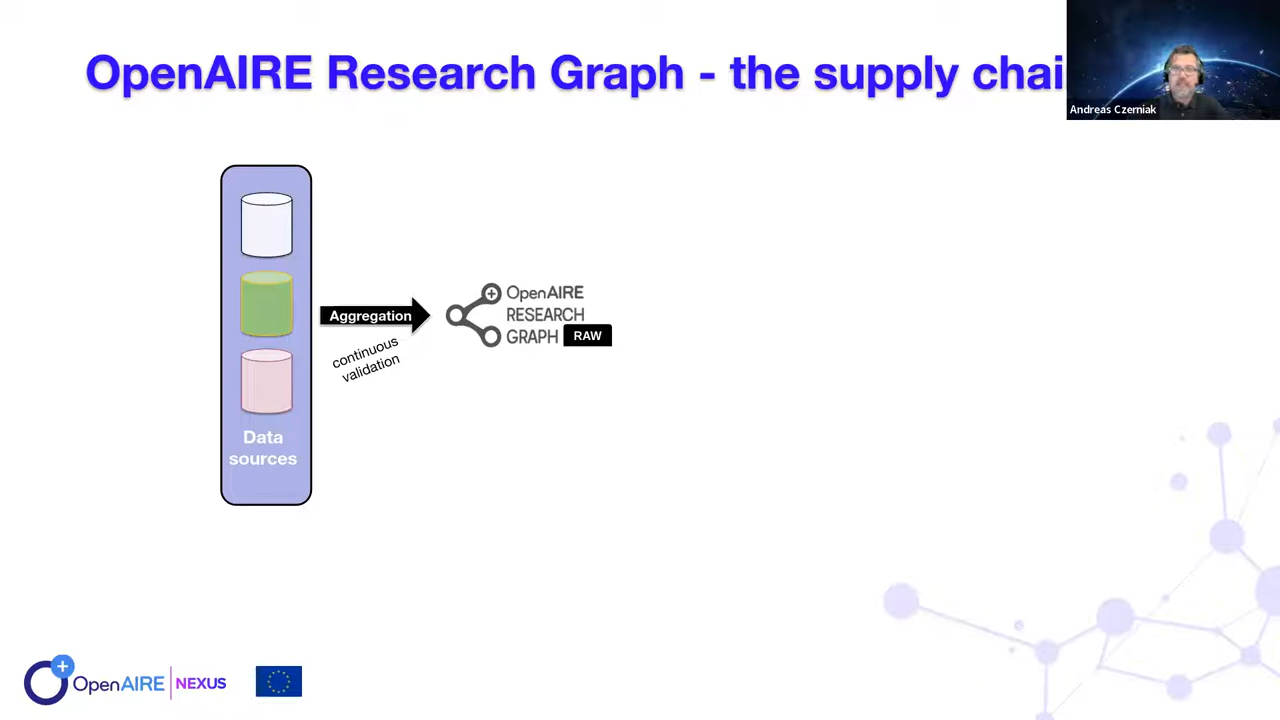 OpenAIRE Research Graph - the supply chai
Andreas Czerniak
Aggregation
continuous
validation
OpenAIRE
RESEARCH
GRAPH RAW
Data
sources
OpenAIRE | NEXUS